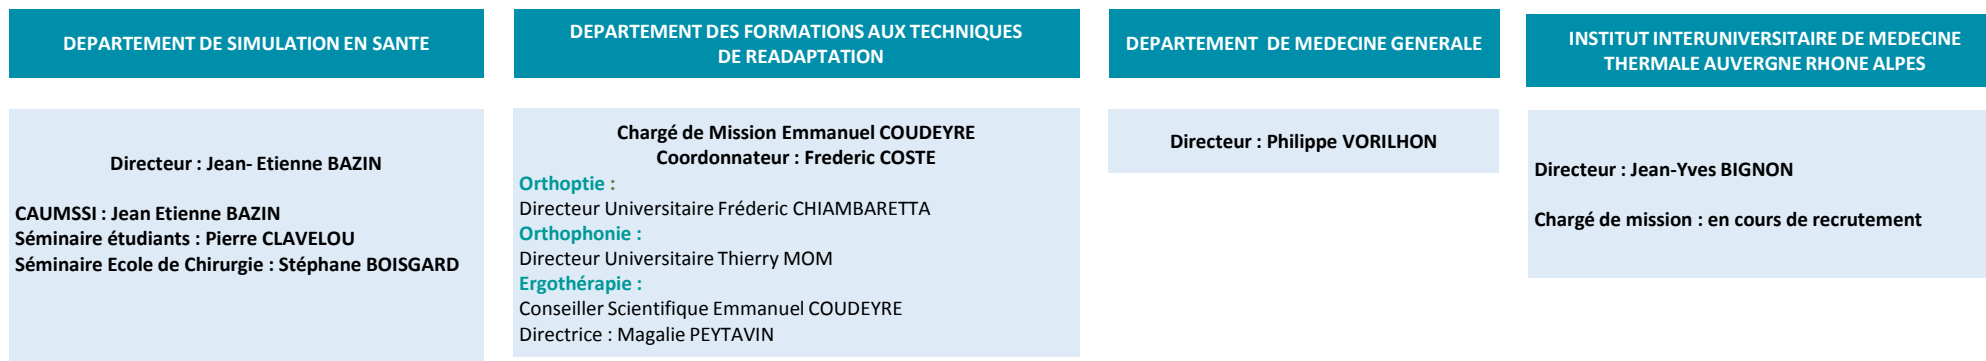 DEPARTEMENT DE SIMULATION EN SANTE
Directeur : Jean- Etienne BAZIN
CAUMSSI : Jean Etienne BAZIN
Séminaire étudiants : Pierre CLAVELOU
Séminaire Ecole de Chirurgie : Stéphane BOISGARD
DEPARTEMENT DES FORMATIONS AUX TECHNIQUES
DE READAPTATION
Chargé de Mission Emmanuel COUDEYRE
Coordonnateur : Frederic COSTE
Orthoptie :
Directeur Universitaire Fréderic CHIAMBARETTA
Orthophonie :
Directeur Universitaire Thierry MOM
Ergothérapie :
Conseiller Scientifique Emmanuel COUDEYRE
Directrice : Magalie PEYTAVIN
DEPARTEMENT DE MEDECINE GENERALE
Directeur : Philippe VORILHON
INSTITUT INTERUNIVERSITAIRE DE MEDECINE
THERMALE AUVERGNE RHONE ALPES
Directeur : Jean-Yves BIGNON
Chargé de mission : en cours de recrutement